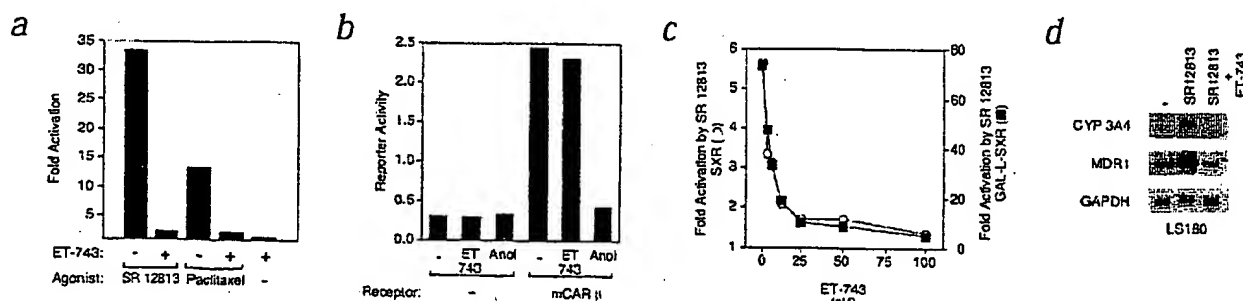 a
35
30
25
20
15
10
5
Fold Activation
ET-743: - + - + +
Agonist: SR 12813 Paclitaxel -
b
2.5
2.0
1.5
1.0
0.5
0.0
Reporter Activity
- ET Anol - ET Anol
743 743
Receptor: - mCAR β
c
6
5
4
3
2
1
Fold Activation by SR 12813
SXR (○)
80
60
40
20
0
Fold Activation by SR 12813
GAL-L-SXR (■)
0 25 50 75 100
ET-743
d
-
SR12813
SR12813
+
ET-743
CYP 3A4
MDR1
GAPDH
LS180